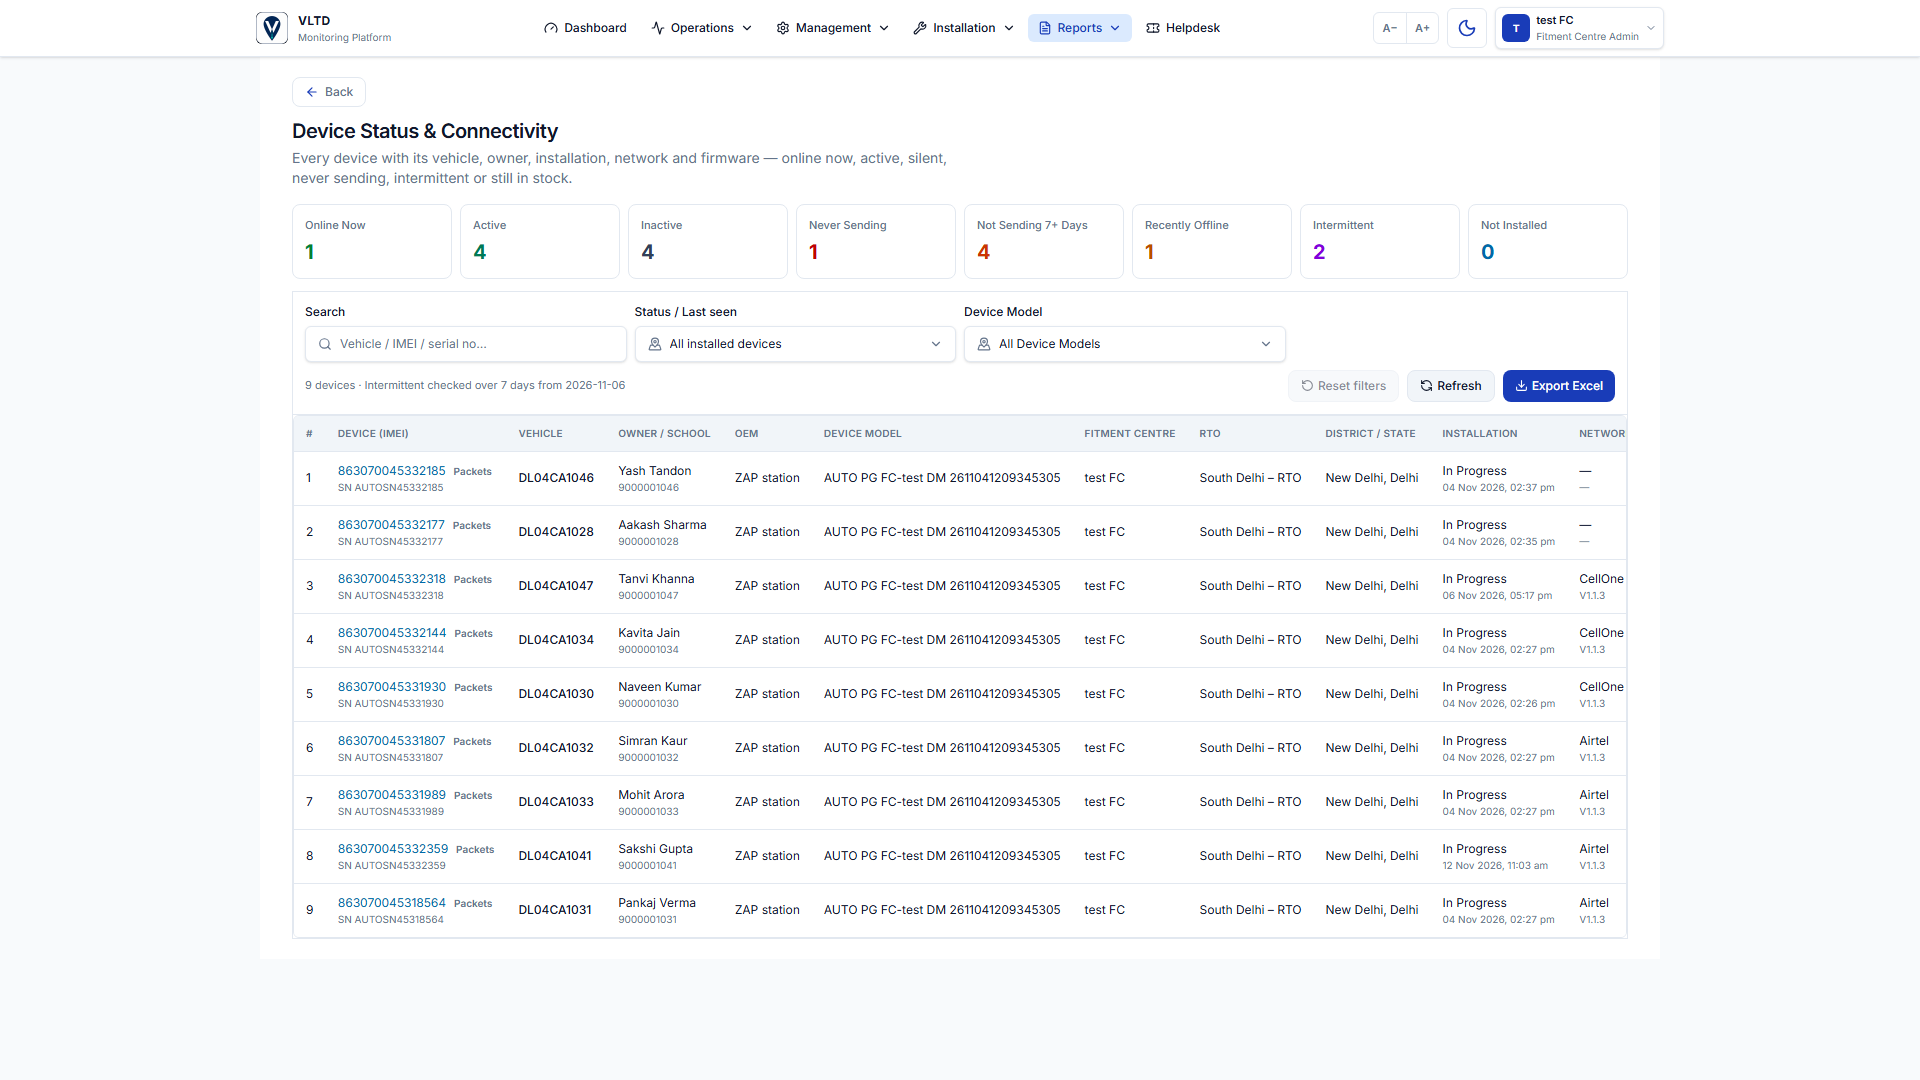 VLTD
Monitoring Platform
Dashboard
Operations
Management
Installation
Reports
Helpdesk
A−
A+
T
test FC
Fitment Centre Admin
Back
Device Status & Connectivity
Every device with its vehicle, owner, installation, network and firmware — online now, active, silent,
never sending, intermittent or still in stock.
Online Now
1
Active
4
Inactive
4
Never Sending
1
Not Sending 7+ Days
4
Recently Offline
1
Intermittent
2
Not Installed
0
Search
Vehicle / IMEI / serial no...
Status / Last seen
All installed devices
Device Model
All Device Models
9 devices · Intermittent checked over 7 days from 2026-11-06
Reset filters
Refresh
Export Excel
# DEVICE (IMEI) VEHICLE OWNER / SCHOOL OEM DEVICE MODEL FITMENT CENTRE RTO DISTRICT / STATE INSTALLATION NETWOR
1 863070045332185 Packets DL04CA1046 Yash Tandon ZAP station AUTO PG FC-test DM 2611041209345305 test FC South Delhi – RTO New Delhi, Delhi In Progress —
SN AUTOSN45332185 9000001046 04 Nov 2026, 02:37 pm —
2 863070045332177 Packets DL04CA1028 Aakash Sharma ZAP station AUTO PG FC-test DM 2611041209345305 test FC South Delhi – RTO New Delhi, Delhi In Progress —
SN AUTOSN45332177 9000001028 04 Nov 2026, 02:35 pm —
3 863070045332318 Packets DL04CA1047 Tanvi Khanna ZAP station AUTO PG FC-test DM 2611041209345305 test FC South Delhi – RTO New Delhi, Delhi In Progress CellOne
SN AUTOSN45332318 9000001047 06 Nov 2026, 05:17 pm V1.1.3
4 863070045332144 Packets DL04CA1034 Kavita Jain ZAP station AUTO PG FC-test DM 2611041209345305 test FC South Delhi – RTO New Delhi, Delhi In Progress CellOne
SN AUTOSN45332144 9000001034 04 Nov 2026, 02:27 pm V1.1.3
5 863070045331930 Packets DL04CA1030 Naveen Kumar ZAP station AUTO PG FC-test DM 2611041209345305 test FC South Delhi – RTO New Delhi, Delhi In Progress CellOne
SN AUTOSN45331930 9000001030 04 Nov 2026, 02:26 pm V1.1.3
6 863070045331807 Packets DL04CA1032 Simran Kaur ZAP station AUTO PG FC-test DM 2611041209345305 test FC South Delhi – RTO New Delhi, Delhi In Progress Airtel
SN AUTOSN45331807 9000001032 04 Nov 2026, 02:27 pm V1.1.3
7 863070045331989 Packets DL04CA1033 Mohit Arora ZAP station AUTO PG FC-test DM 2611041209345305 test FC South Delhi – RTO New Delhi, Delhi In Progress Airtel
SN AUTOSN45331989 9000001033 04 Nov 2026, 02:27 pm V1.1.3
8 863070045332359 Packets DL04CA1041 Sakshi Gupta ZAP station AUTO PG FC-test DM 2611041209345305 test FC South Delhi – RTO New Delhi, Delhi In Progress Airtel
SN AUTOSN45332359 9000001041 12 Nov 2026, 11:03 am V1.1.3
9 863070045318564 Packets DL04CA1031 Pankaj Verma ZAP station AUTO PG FC-test DM 2611041209345305 test FC South Delhi – RTO New Delhi, Delhi In Progress Airtel
SN AUTOSN45318564 9000001031 04 Nov 2026, 02:27 pm V1.1.3